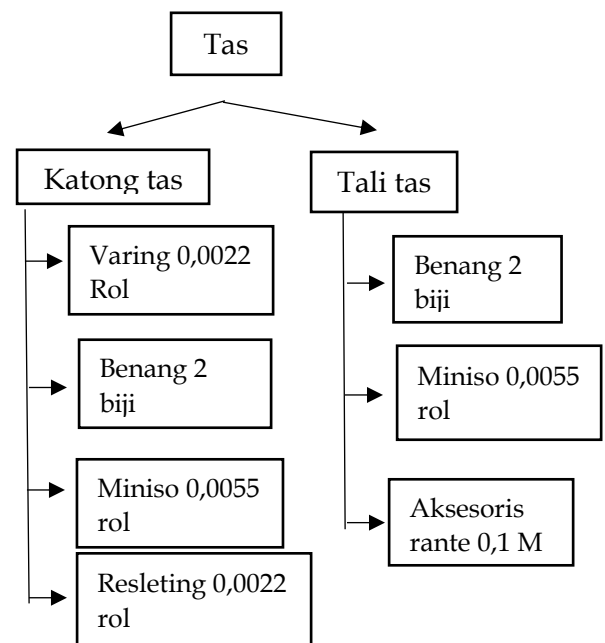 Tas
Katong tas
Tali tas
Varing 0,0022
Rol
Benang 2
biji
Miniso 0,0055
rol
Resleting 0,0022
rol
Benang 2
biji
Miniso 0,0055
rol
Aksesoris
rante 0,1 M